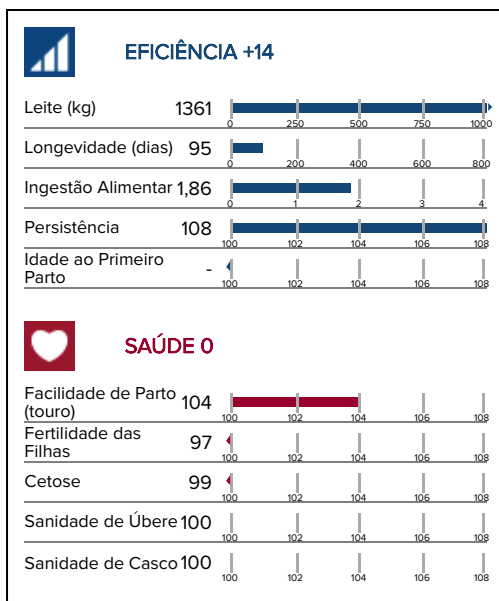 EFICIÊNCIA +14
Leite (kg) 1361
0 250 500 750 1000
Longevidade (dias) 95
0 200 400 600 800
Ingestão Alimentar 1,86
0 1 2 3 4
Persistência 108
100 102 104 106 108
Idade ao Primeiro
Parto -
100 102 104 106 108
SAÚDE 0
Facilidade de Parto
(touro) 104
100 102 104 106 108
Fertilidade das
Filhas 97
100 102 104 106 108
Cetose 99
100 102 104 106 108
Sanidade de Úbere 100
100 102 104 106 108
Sanidade de Casco 100
100 102 104 106 108